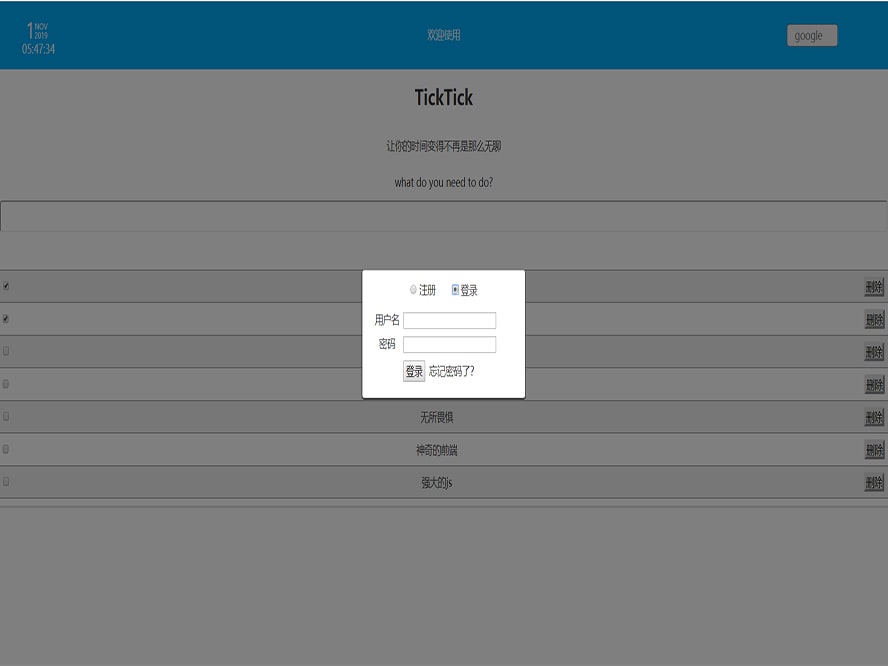 1 NOV 2019
05:47:34
欢迎使用
google
TickTick
让你的时间变得不再是那么无聊
what do you need to do?
删除
删除
删除
删除
注册 登录
用户名
密码
登录 忘记密码了?
无所畏惧 删除
神奇的前端 删除
强大的js 删除